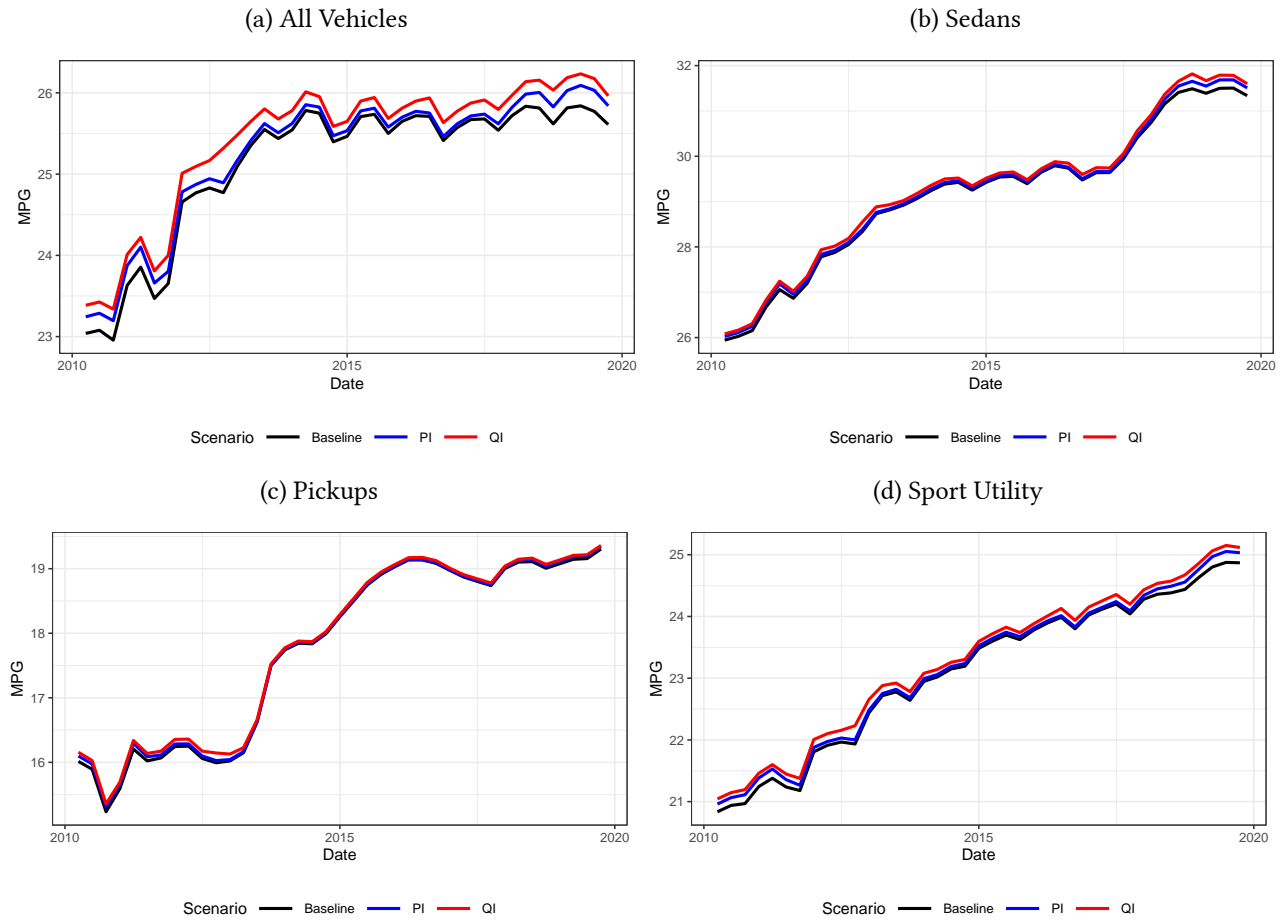 (a) All Vehicles
26
25
24
23
MPG
2010
2015
2020
Date
Scenario Baseline PI QI
(b) Sedans
32
30
28
26
MPG
2010
2015
2020
Date
Scenario Baseline PI QI
(c) Pickups
19
18
17
16
MPG
2010
2015
2020
Date
Scenario Baseline PI QI
(d) Sport Utility
25
24
23
22
21
MPG
2010
2015
2020
Date
Scenario Baseline PI QI